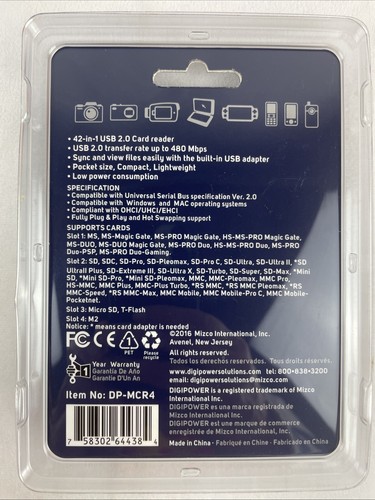 • 42-in-1 USB 2.0 Card reader
• USB 2.0 transfer rate up to 480 Mbps
• Sync and view files easily with the built-in USB adapter
• Pocket size, Compact, Lightweight
• Low power consumption
SPECIFICATION
• Compatible with Universal Serial Bus specification Ver. 2.0
• Compatible with Windows and MAC operating systems
• Compliant with OHCI/UHCI/EHCI
• Fully Plug & Play and Hot Swapping support
SUPPORTS CARDS
Slot 1: MS, MS-Magic Gate, MS-PRO Magic Gate, HS-MS-PRO Magic Gate,
MS-DUO, MS-DUO Magic Gate, MS-PRO Duo, HS-MS-PRO Duo, MS-PRO
Duo-PSP, MS-PRO Duo-Gaming.
Slot 2: SD, SDC, SD-Pro, SD-Pleomax, SD-Pro C, SD-Ultra, SD-Ultra II, *SD
UltraII Plus, SD-Extreme III, SD-Ultra X, SD-Turbo, SD-Super, SD-Max, *Mini
SD, *Mini SD-Pro, *Mini SD-Pleomax, MMC, MMC-Pleomax, MMC Pro,
HS-MMC, MMC Plus, MMC-Plus Turbo, *RS MMC, *RS MMC Pleomax, *RS
MMC-Speed, *RS MMC-Max, MMC Mobile, MMC Mobile-Pro C, MMC Mobile-
Pocketnet.
Slot 3: Micro SD, T-Flash
Slot 4: M2
Notice: * means card adapter is needed
FC CE 1 PET Please recycle
©2016 Mizco International, Inc.
Avenel, New Jersey
All rights reserved.
Todos los derechos reservados. Tous droits réservés.
1 Year Warranty
Garantía De Año
Garantie D'Un An
www.digipowersolutions.com tel: 800-838-3200
email: digipowersolutions@mizco.com
Item No: DP-MCR4
DIGIPOWER is a registered trademark of Mizco
International Inc.
DIGIPOWER es una marca registrada de
Mizco International Inc.
DIGIPOWER est une marque de commerce
enregistrée de Mizco International Inc.
7 58302 64438 4
Made in China • Fabriqué en China • Fabricado en China